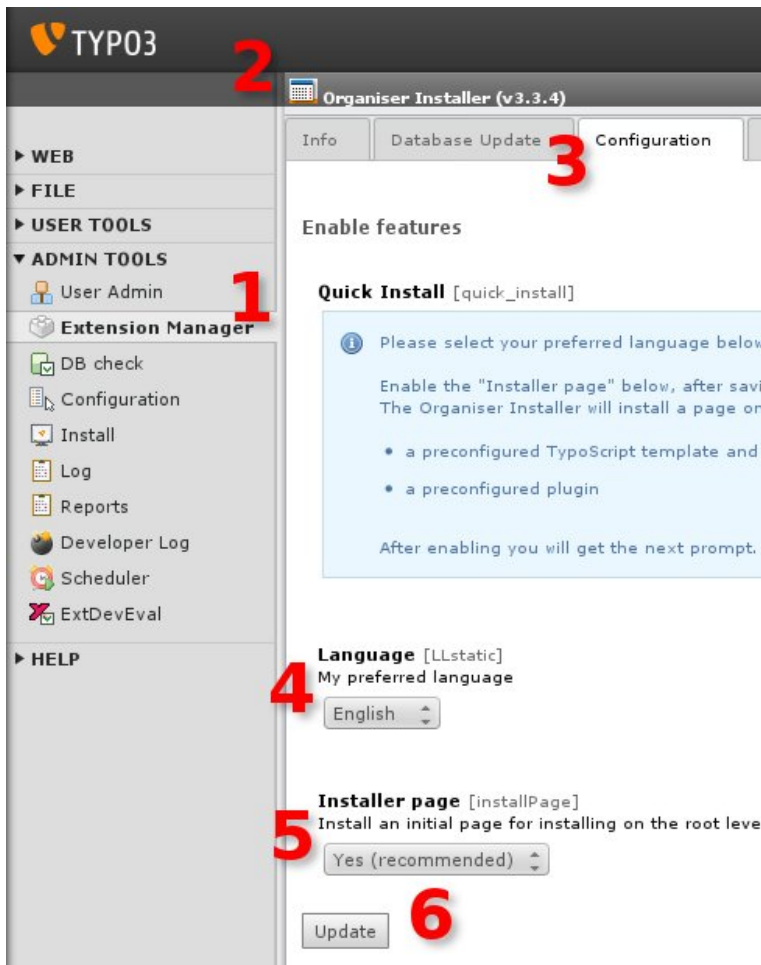 TYPO3
2
Organiser Installer (v3.3.4)
Info
Database Update
3
Configuration
WEB
FILE
USER TOOLS
ADMIN TOOLS
User Admin
1
Extension Manager
DB check
Configuration
Install
Log
Reports
Developer Log
Scheduler
ExtDevEval
HELP
Enable features
Quick Install [quick_install]
Please select your preferred language below
Enable the "Installer page" below, after savi
The Organiser Installer will install a page on
• a preconfigured TypoScript template and
• a preconfigured plugin
After enabling you will get the next prompt.
Language [LLstatic]
4
My preferred language
English
Installer page [installPage]
5
Install an initial page for installing on the root leve
Yes (recommended)
6
Update